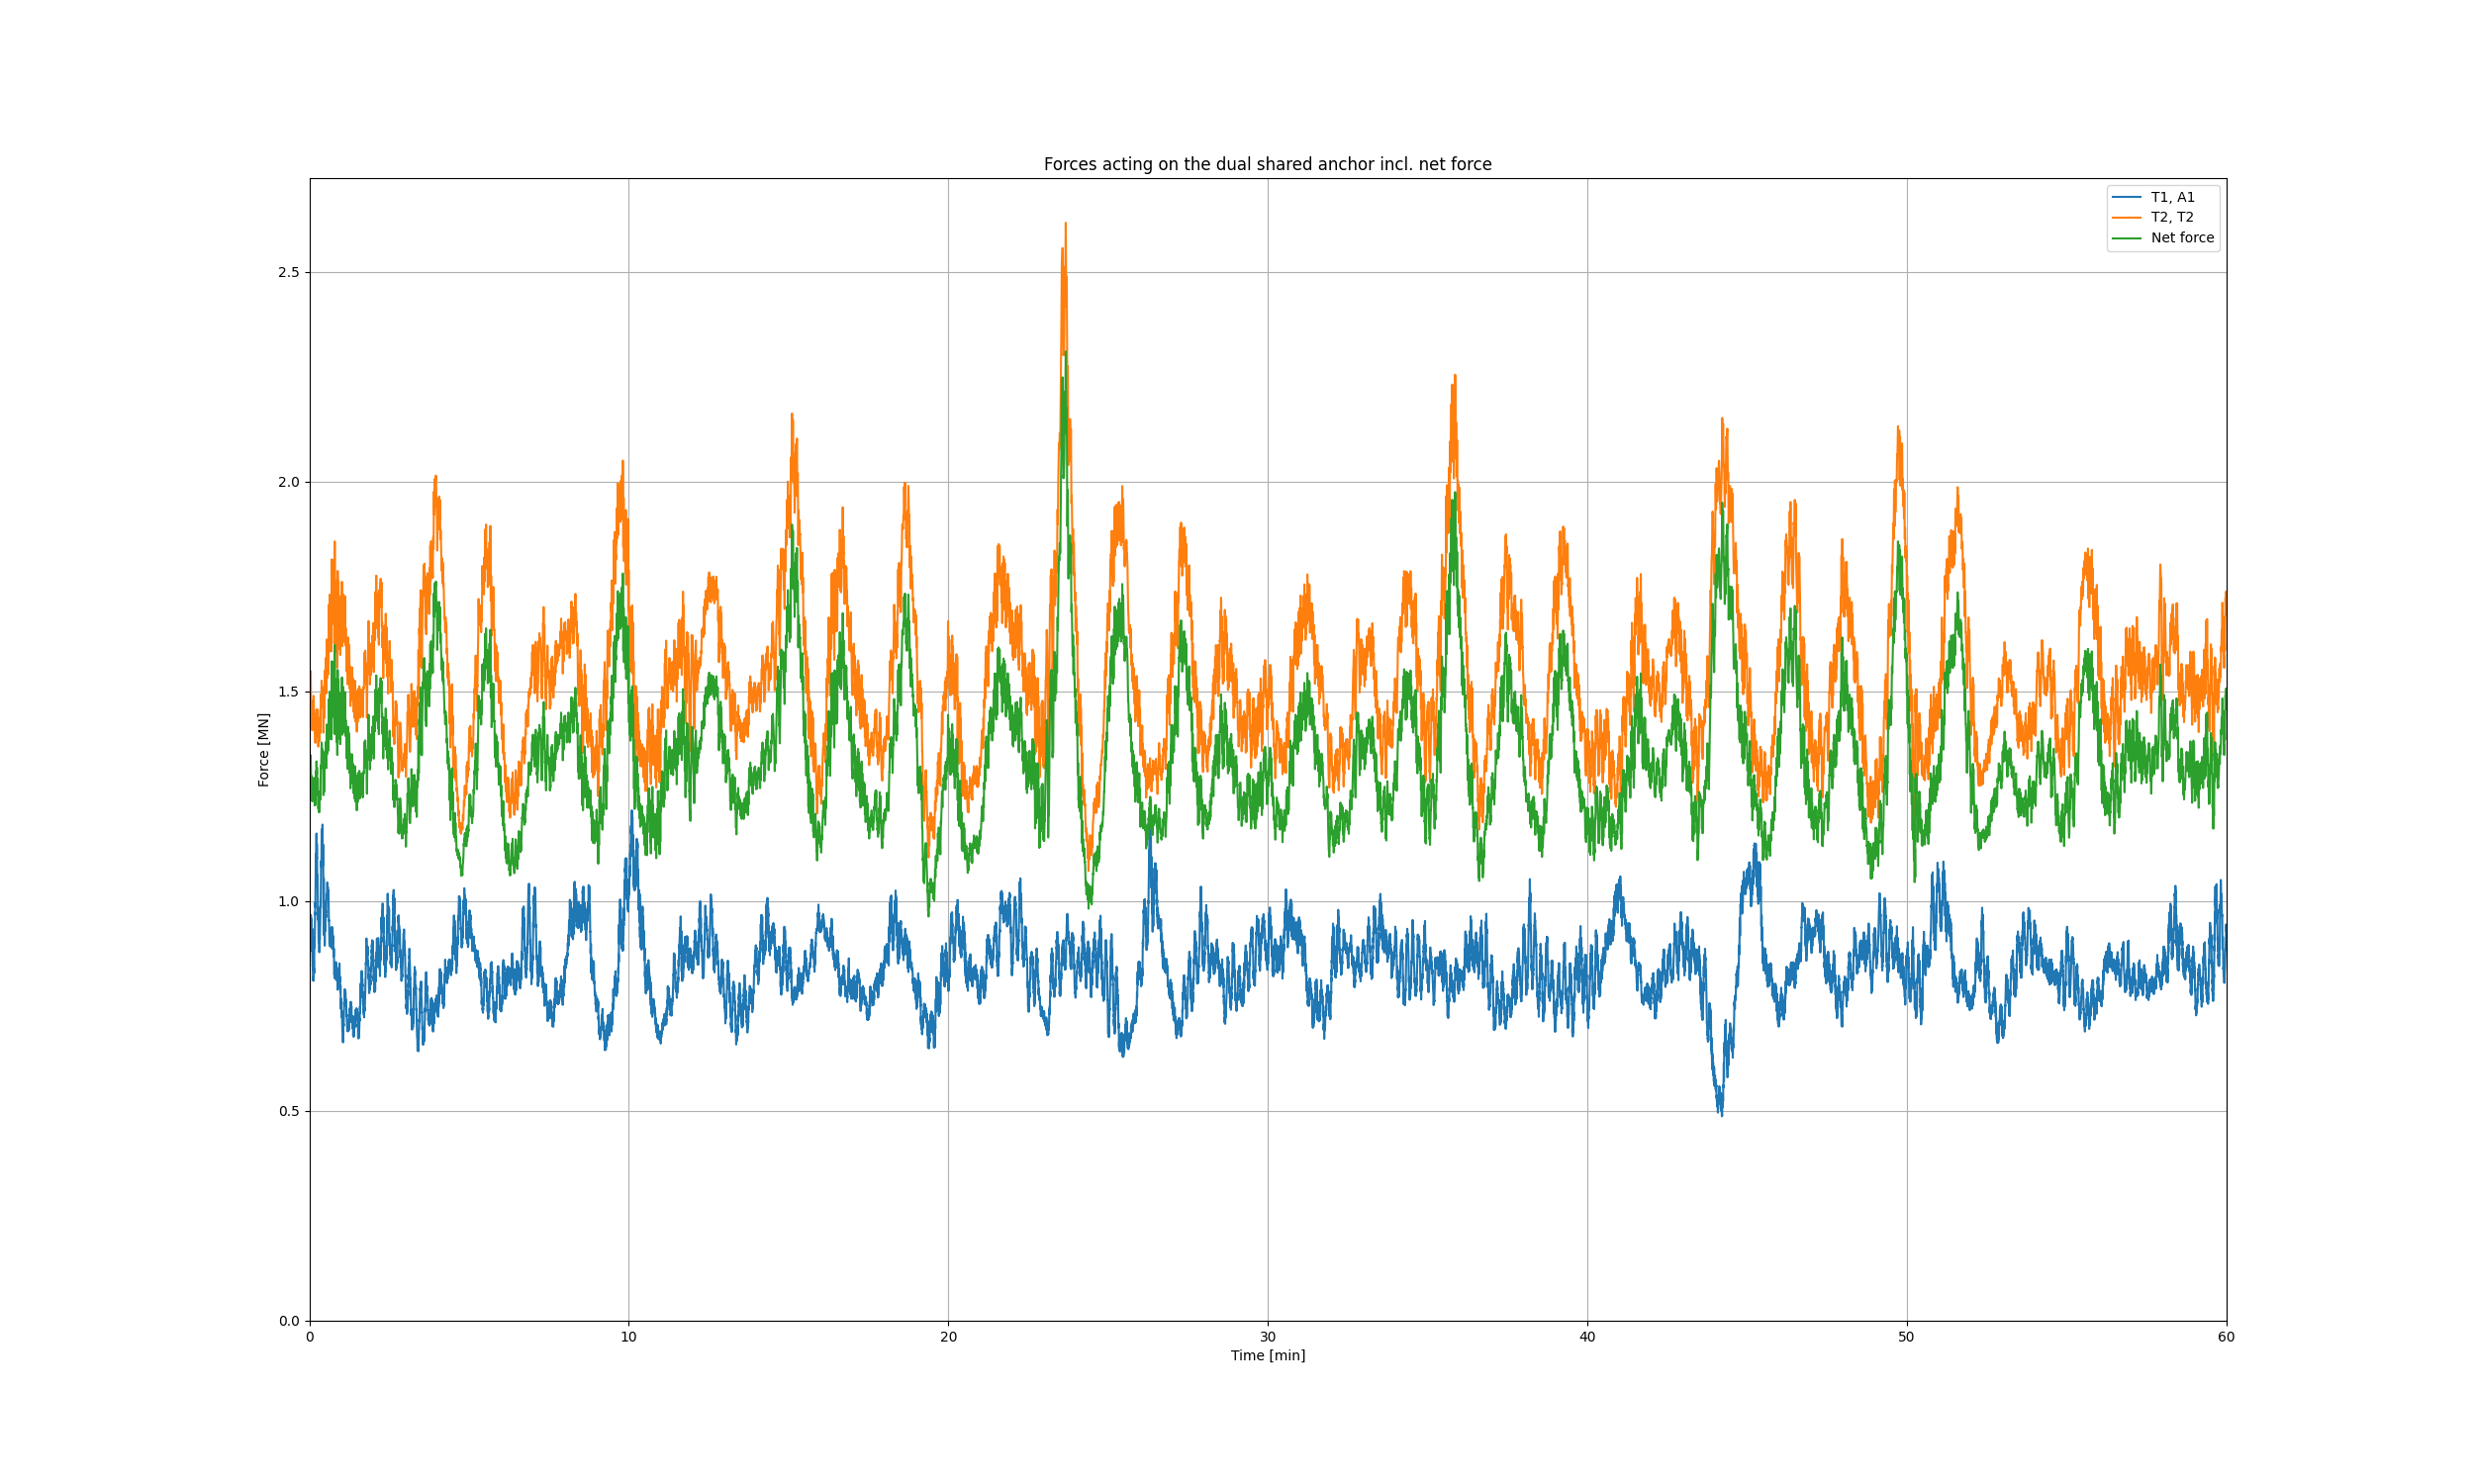 Forces acting on the dual shared anchor incl. net force
T1, A1
T2, T2
Net force
2.5
2.0
1.5
1.0
0.5
0.0
Force [MN]
0 10 20 30 40 50 60
Time [min]